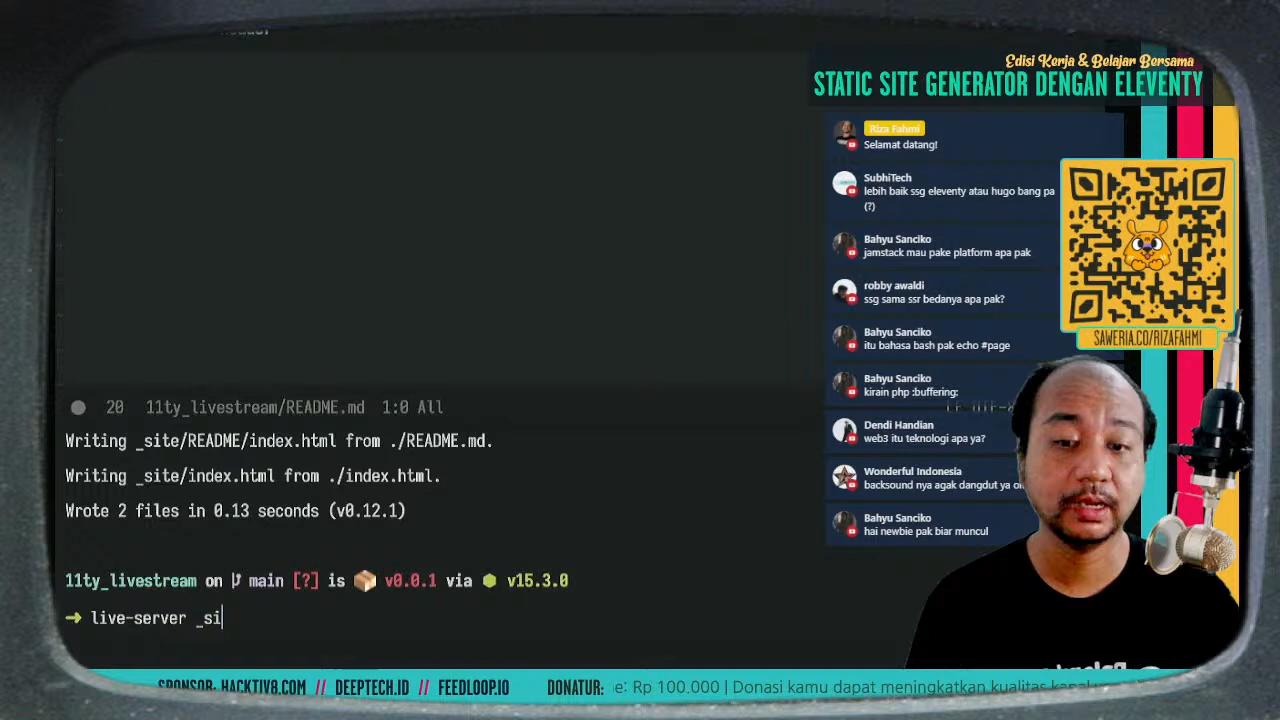 Edisi Kerja & Belajar Bersama
STATIC SITE GENERATOR DENGAN ELEVENTY
Riza Fahmi
Selamat datang!
SubhiTech
lebih baik ssg eleventy atau hugo bang pa
(?)
Bahyu Sanciko
jamstack mau pake platform apa pak
robby awaldi
ssg sama ssr bedanya apa pak?
Bahyu Sanciko
itu bahasa bash pak echo #page
Bahyu Sanciko
kirain php :buffering:
Dendi Handian
web3 itu teknologi apa ya?
Wonderful Indonesia
backsound nya agak dangdut ya
Bahyu Sanciko
hai newbie pak biar muncul
SAWERIA.CO/RIZAFAHMI
20 11ty_livestream/README.md 1:0 All
Writing _site/README/index.html from ./README.md.
Writing _site/index.html from ./index.html.
Wrote 2 files in 0.13 seconds (v0.12.1)
11ty_livestream on main [?] is v0.0.1 via v15.3.0
➜ live-server _si
SPONSOR: HACKTIV8.COM // DEEPTECH.ID // FEEDLOOP.IO DONATUR: e: Rp 100.000 | Donasi kamu dapat meningkatkan kualitas